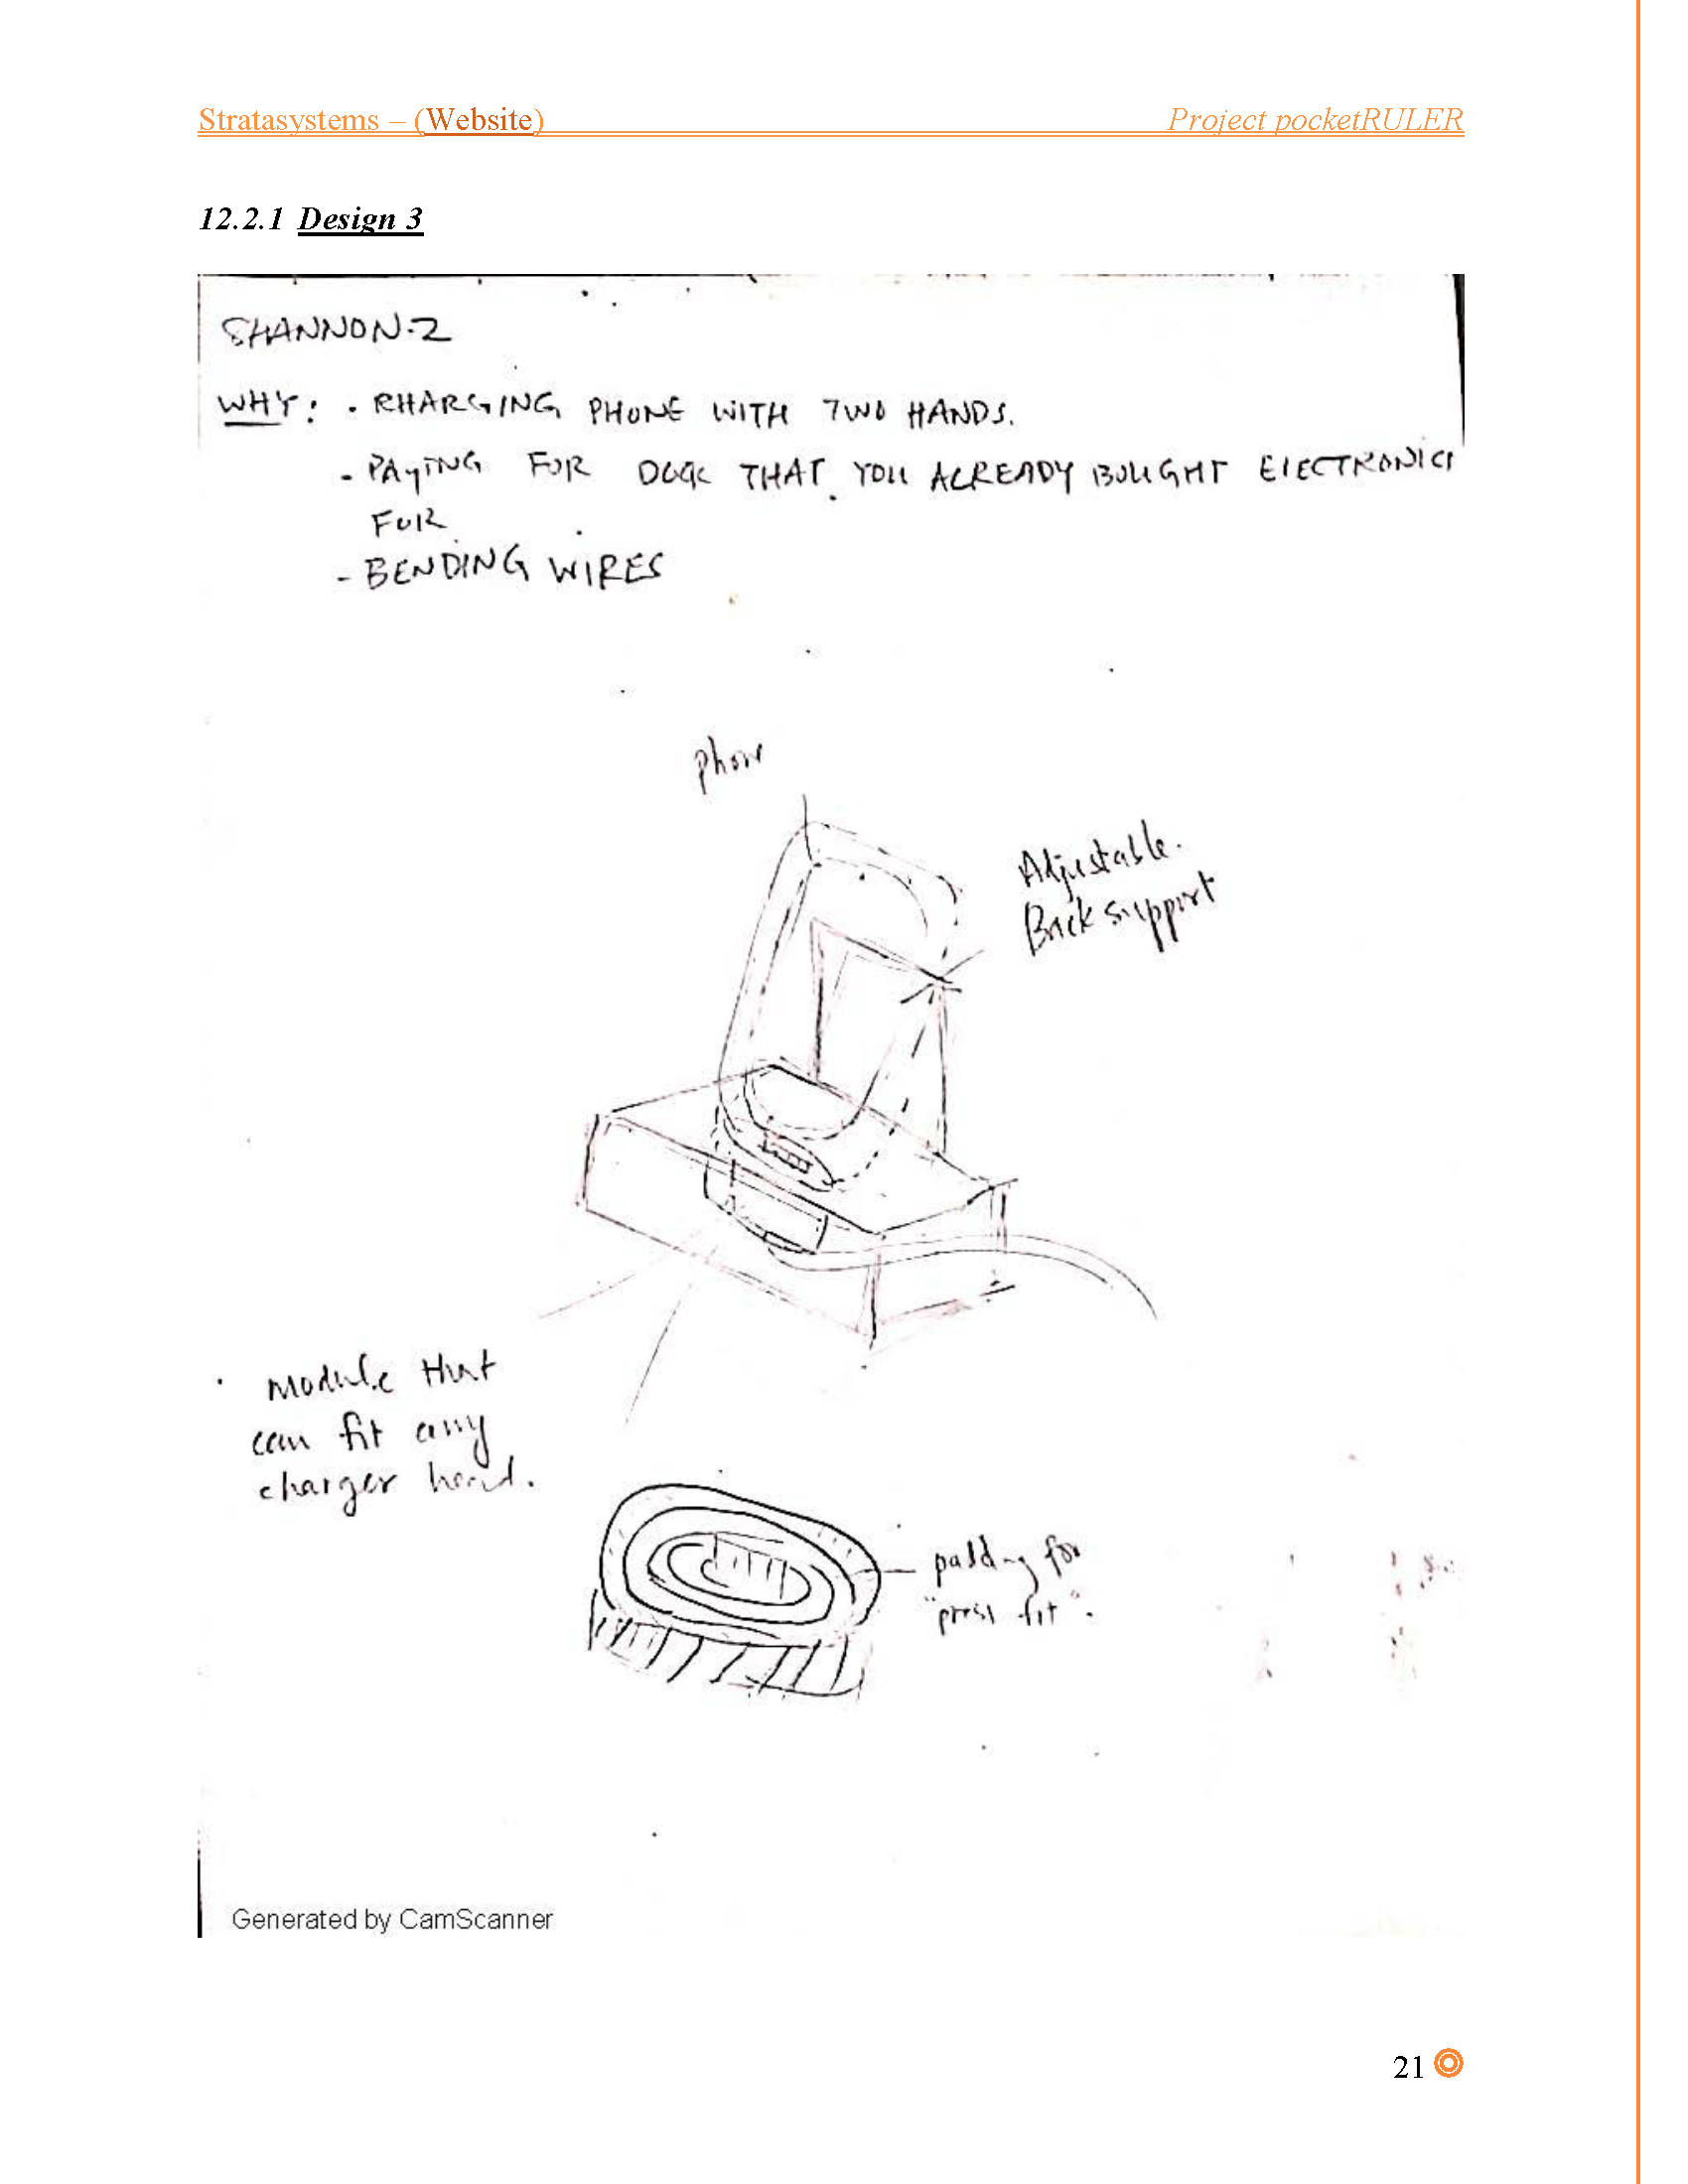 Stratasystems – (Website) Project pocketRULER
12.2.1 Design 3
SHANNON-2
WHY: · RHARGING PHONE WITH TWO HANDS.
- PAYING FOR DOCK THAT YOU ALREADY BOUGHT ELECTRONICS
FOR
- BENDING WIRES
phone
Adjustable.
Back support
· Module that
can fit any
charger head.
padding for
"press fit".
Generated by CamScanner
21